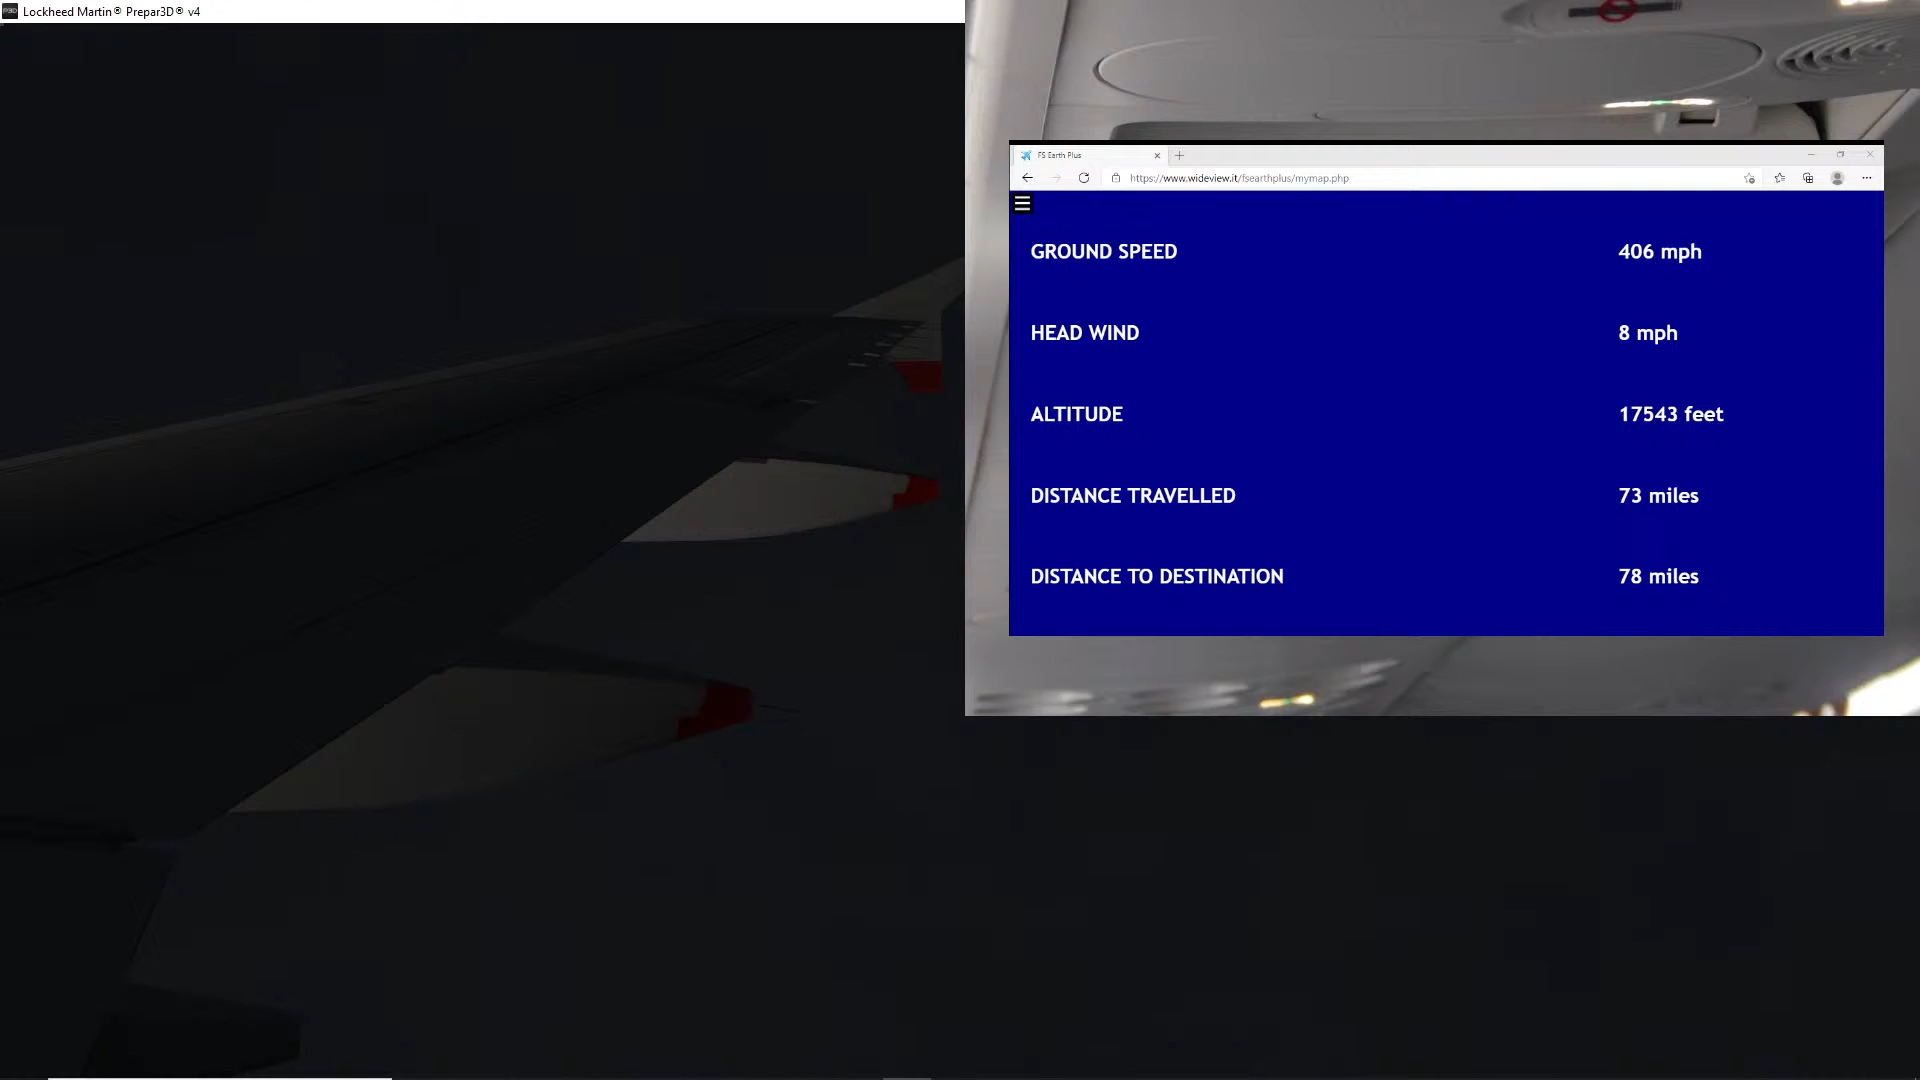 Lockheed Martin® Prepar3D® v4
FS Earth Plus
https://www.wideview.it/fsearthplus/mymap.php
GROUND SPEED 406 mph
HEAD WIND 8 mph
ALTITUDE 17543 feet
DISTANCE TRAVELLED 73 miles
DISTANCE TO DESTINATION 78 miles